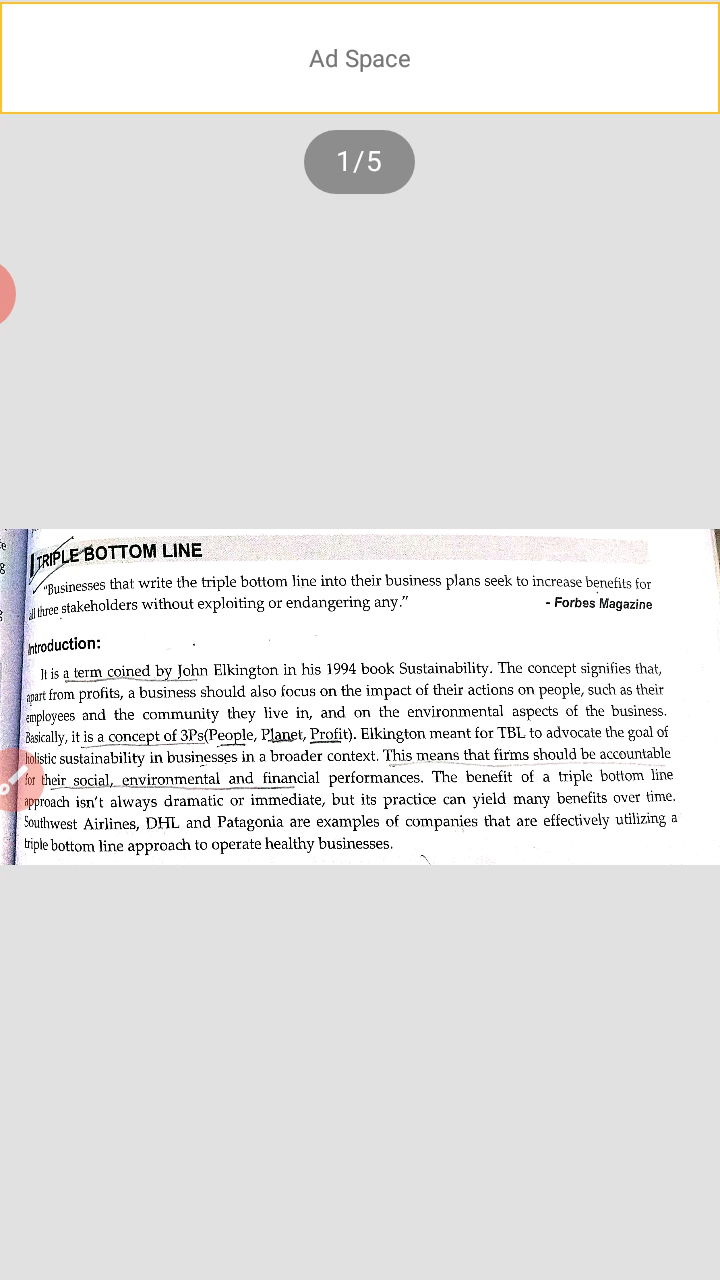 Ad Space
1/5
TRIPLE BOTTOM LINE
"Businesses that write the triple bottom line into their business plans seek to increase benefits for
all three stakeholders without exploiting or endangering any."
- Forbes Magazine
Introduction:
It is a term coined by John Elkington in his 1994 book Sustainability. The concept signifies that,
apart from profits, a business should also focus on the impact of their actions on people, such as their
employees and the community they live in, and on the environmental aspects of the business.
Basically, it is a concept of 3Ps(People, Planet, Profit). Elkington meant for TBL to advocate the goal of
holistic sustainability in businesses in a broader context. This means that firms should be accountable
for their social, environmental and financial performances. The benefit of a triple bottom line
approach isn't always dramatic or immediate, but its practice can yield many benefits over time.
Southwest Airlines, DHL and Patagonia are examples of companies that are effectively utilizing a
triple bottom line approach to operate healthy businesses.